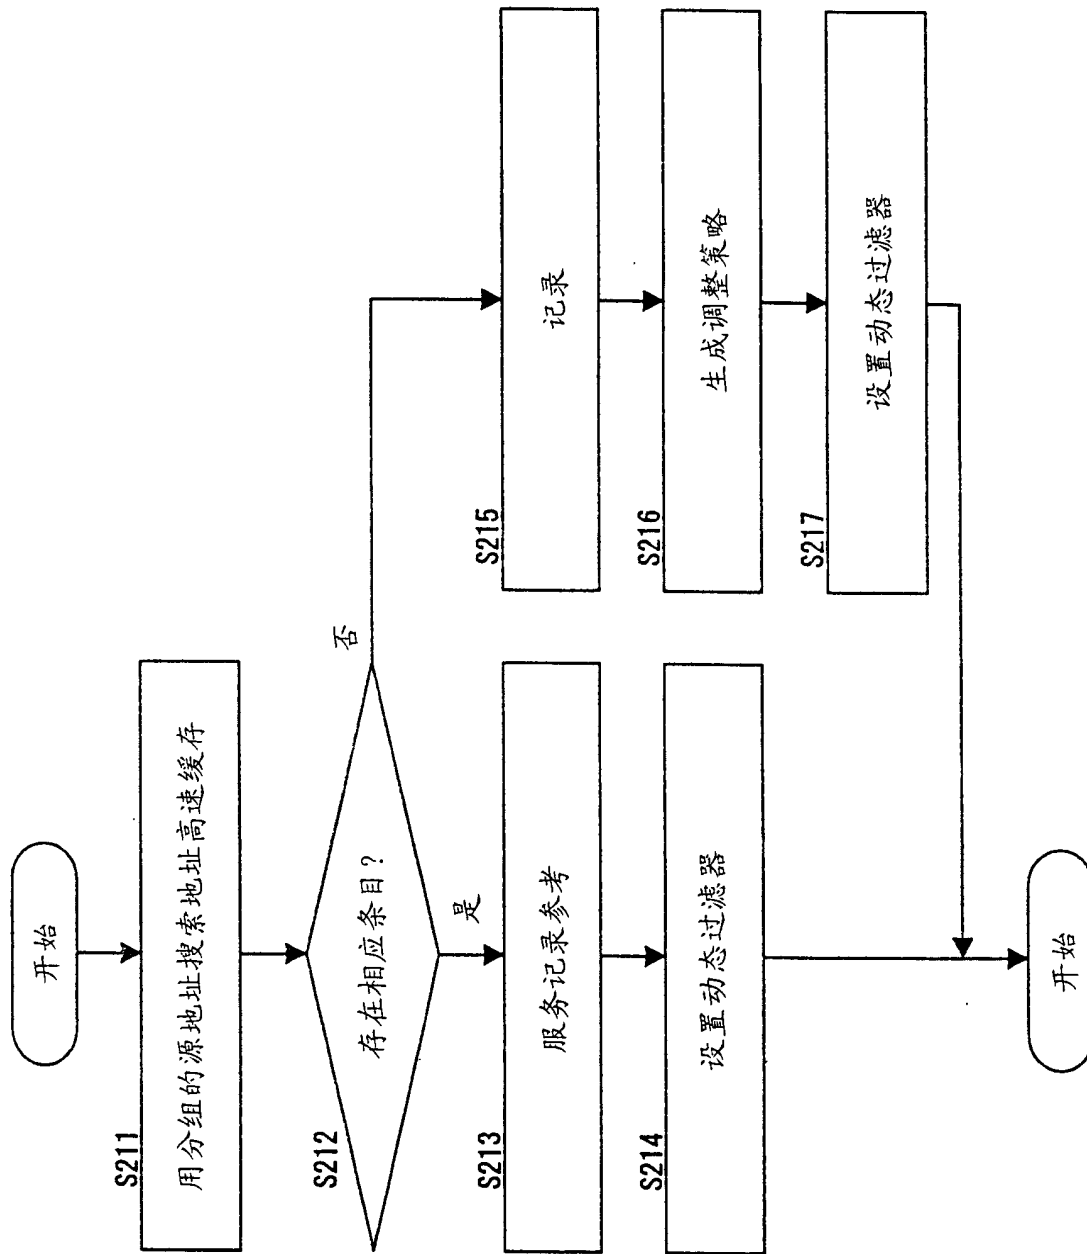 开始
S211
用分组的源地址搜索地址高速缓存
S212
存在相应条目?
否
是
S213
服务记录参考
S214
设置动态过滤器
S215
记录
S216
生成调整策略
S217
设置动态过滤器
开始